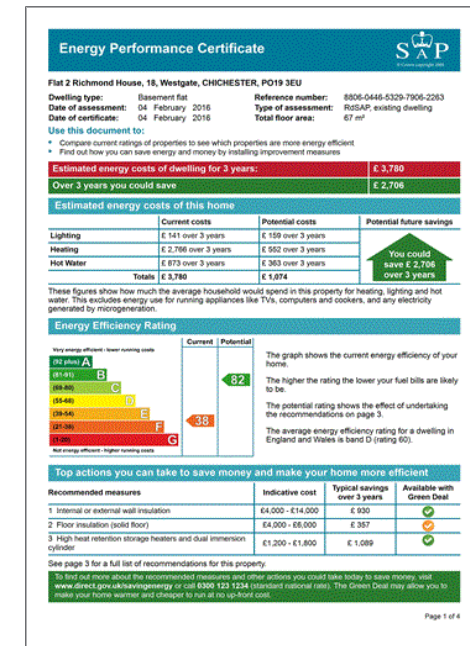 Energy Performance Certificate
SAP
Flat 2 Richmond House, 18, Westgate, CHICHESTER, PO19 3EU
Dwelling type: Basement flat Reference number: 8806-0446-5329-7906-2263
Date of assessment: 04 February 2016 Type of assessment: RdSAP, existing dwelling
Date of certificate: 04 February 2016 Total floor area: 67 m²
Use this document to:
• Compare current ratings of properties to see which properties are more energy efficient
• Find out how you can save energy and money by installing improvement measures
Estimated energy costs of dwelling for 3 years: £ 3,780
Over 3 years you could save £ 2,706
Estimated energy costs of this home
Current costs Potential costs Potential future savings
Lighting £ 141 over 3 years £ 159 over 3 years
Heating £ 2,766 over 3 years £ 552 over 3 years
Hot Water £ 873 over 3 years £ 363 over 3 years
Totals £ 3,780 £ 1,074
You could
save £ 2,706
over 3 years
These figures show how much the average household would spend in this property for heating, lighting and hot
water. This excludes energy use for running appliances like TVs, computers and cookers, and any electricity
generated by microgeneration.
Energy Efficiency Rating
Current Potential
Very energy efficient - lower running costs
(92 plus) A
(81-91) B
(69-80) C
(55-68) D
(39-54) E
(21-38) F
(1-20) G
Not energy efficient - higher running costs
38
82
The graph shows the current energy efficiency of your
home.
The higher the rating the lower your fuel bills are likely
to be.
The potential rating shows the effect of undertaking
the recommendations on page 3.
The average energy efficiency rating for a dwelling in
England and Wales is band D (rating 60).
Top actions you can take to save money and make your home more efficient
Recommended measures Indicative cost Typical savings over 3 years Available with Green Deal
1 Internal or external wall insulation £4,000 - £14,000 £ 930
2 Floor insulation (solid floor) £4,000 - £6,000 £ 357
3 High heat retention storage heaters and dual immersion
cylinder £1,200 - £1,800 £ 1,089
See page 3 for a full list of recommendations for this property.
To find out more about the recommended measures and other actions you could take today to save money, visit
www.direct.gov.uk/savingenergy or call 0300 123 1234 (standard national rate). The Green Deal may allow you to
make your home warmer and cheaper to run at no up-front cost.
Page 1 of 4